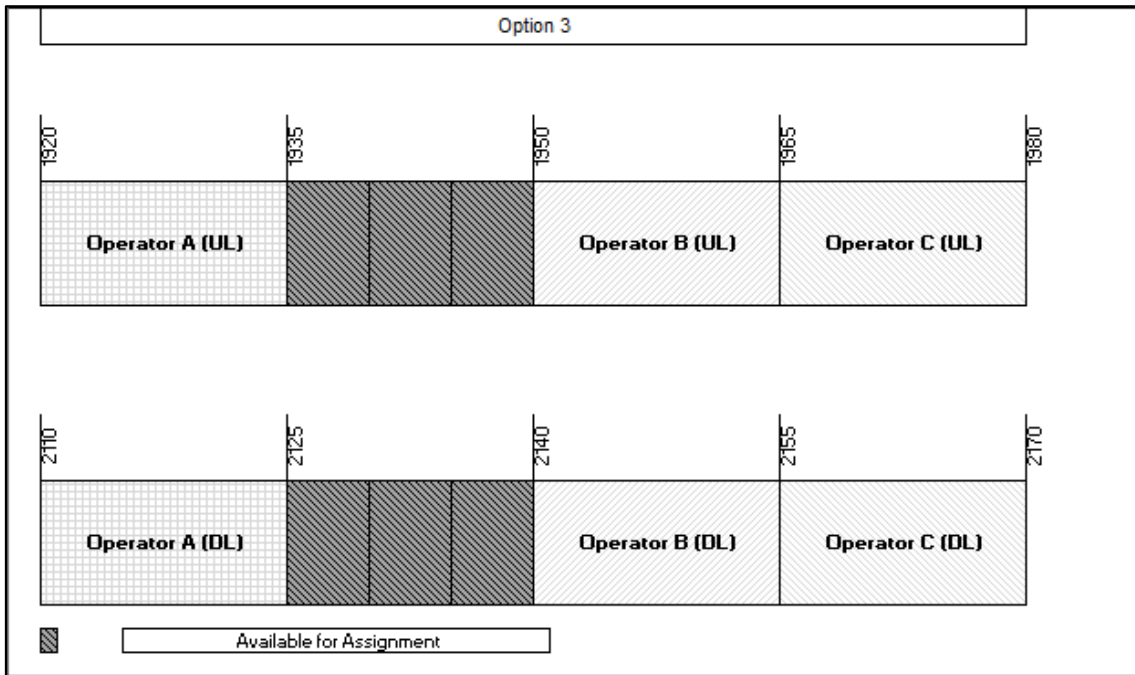 Option 3
1920 1935 1950 1965 1980
Operator A (UL) Operator B (UL) Operator C (UL)
2110 2125 2140 2155 2170
Operator A (DL) Operator B (DL) Operator C (DL)
Available for Assignment